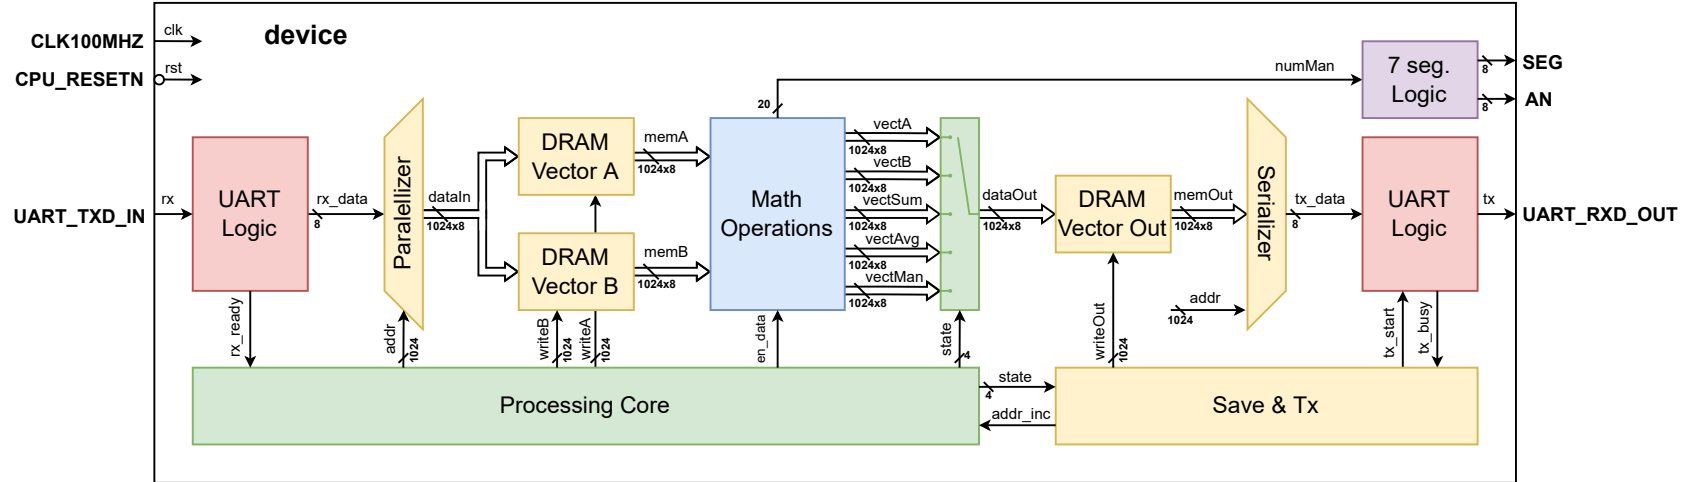 device
CLK100MHZ
clk
CPU_RESETN
rst
UART_TXD_IN
rx
UART
Logic
rx_data
8
rx_ready
Parallelizer
addr
1024
dataIn
1024x8
DRAM
Vector A
DRAM
Vector B
writeB
1024
writeA
1024
memA
1024x8
memB
1024x8
20
Math
Operations
en_data
numMan
vectA
1024x8
vectB
1024x8
vectSum
1024x8
vectAvg
1024x8
vectMan
1024x8
state
4
dataOut
1024x8
DRAM
Vector Out
writeOut
1024
memOut
1024x8
addr
1024
Serializer
tx_data
8
UART
Logic
tx_start
tx_busy
tx
UART_RXD_OUT
7 seg.
Logic
8
SEG
8
AN
Processing Core
state
4
addr_inc
Save & Tx